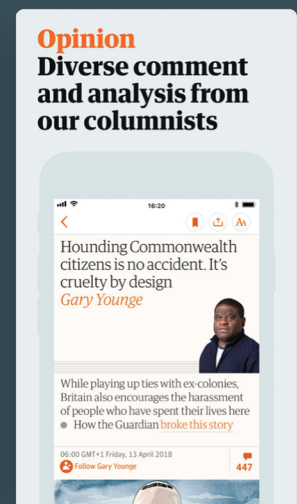 Opinion
Diverse comment
and analysis from
our columnists
16:20
AA
Hounding Commonwealth
citizens is no accident. It's
cruelty by design
Gary Younge
While playing up ties with ex-colonies,
Britain also encourages the harassment
of people who have spent their lives here
● How the Guardian broke this story
06:00 GMT+1 Friday, 13 April 2018
Follow Gary Younge
447